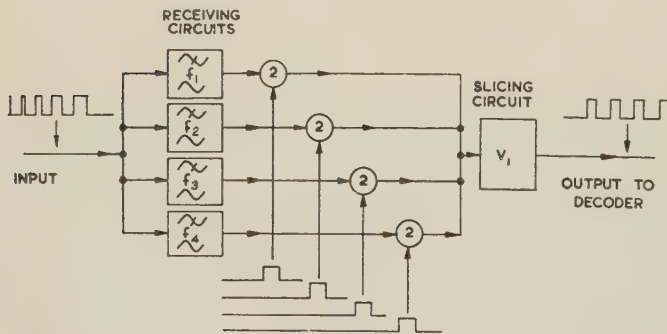 RECEIVING
CIRCUITS
f1
2
f2
2
f3
2
f4
2
SLICING
CIRCUIT
V1
INPUT
OUTPUT TO
DECODER